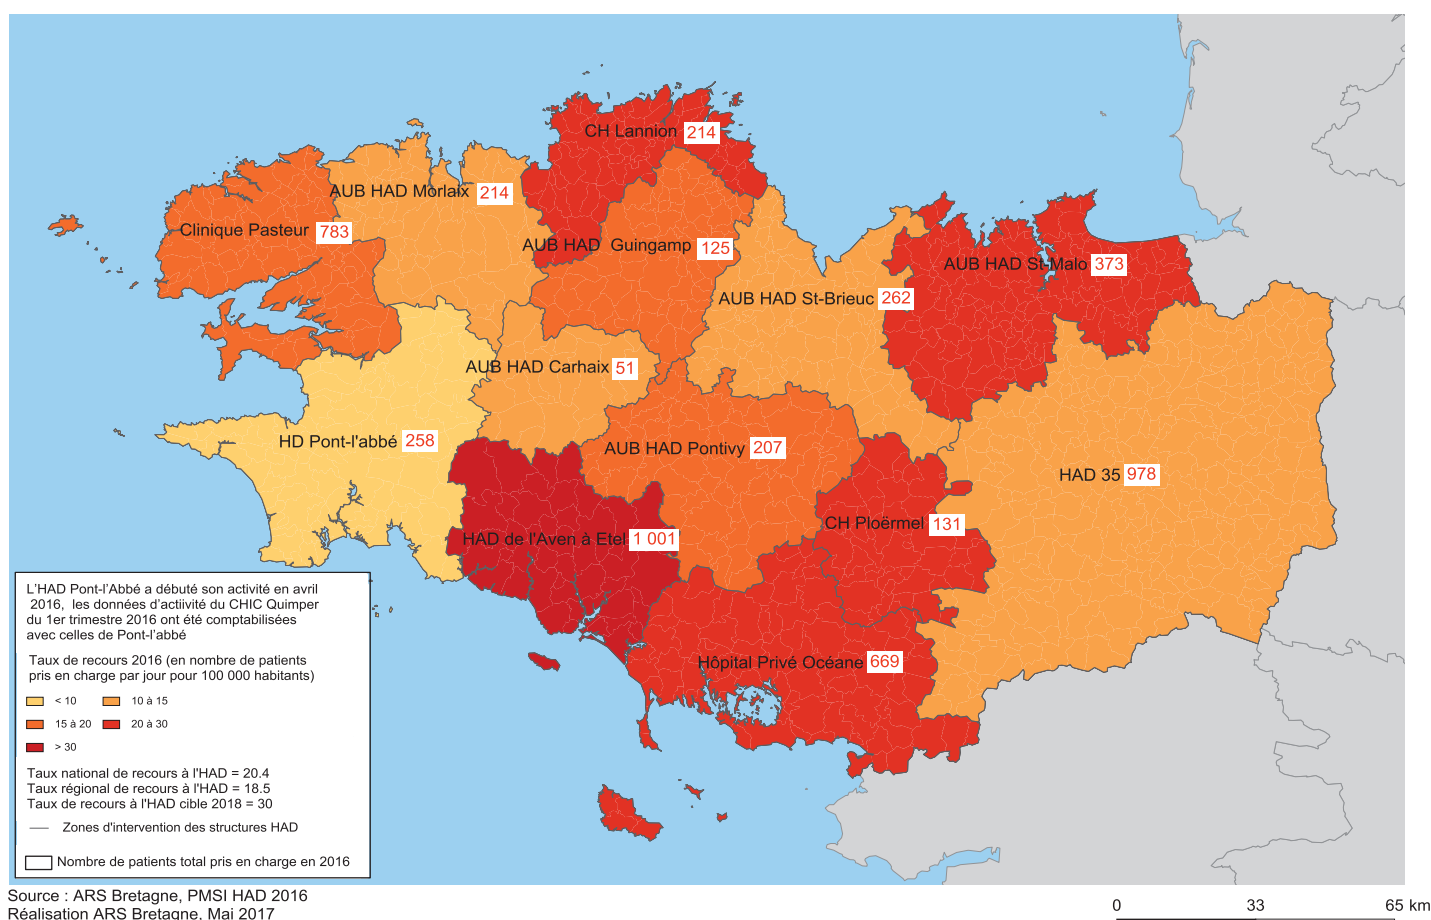 CH Lannion 214
AUB HAD Morlaix 214
Clinique Pasteur 783
AUB HAD Guingamp 125
AUB HAD St-Malo 373
AUB HAD St-Brieuc 262
AUB HAD Carhaix 51
HD Pont-l'abbé 258
AUB HAD Pontivy 207
HAD 35 978
CH Ploërmel 131
HAD de l'Aven à Etel 1 001
Hôpital Privé Océane 669
L'HAD Pont-l'Abbé a débuté son activité en avril
2016, les données d'activité du CHIC Quimper
du 1er trimestre 2016 ont été comptabilisées
avec celles de Pont-l'abbé
Taux de recours 2016 (en nombre de patients
pris en charge par jour pour 100 000 habitants)
< 10 10 à 15
15 à 20 20 à 30
> 30
Taux national de recours à l'HAD = 20.4
Taux régional de recours à l'HAD = 18.5
Taux de recours à l'HAD cible 2018 = 30
Zones d'intervention des structures HAD
Nombre de patients total pris en charge en 2016
Source : ARS Bretagne, PMSI HAD 2016
Réalisation ARS Bretagne, Mai 2017
0 33 65 km